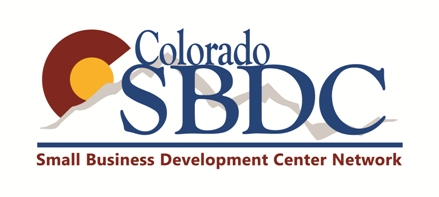 Colorado
SBDC
Small Business Development Center Network